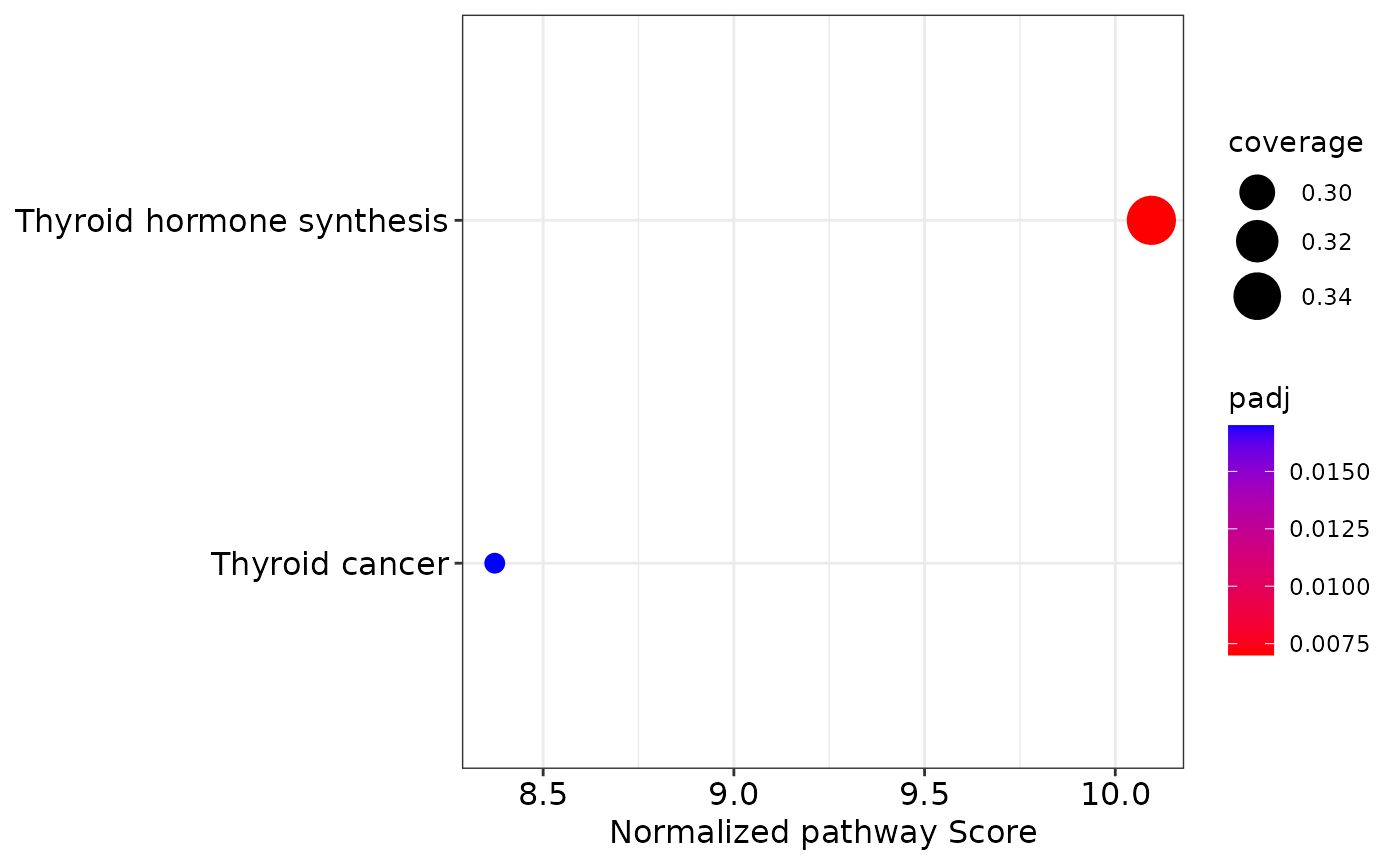 Thyroid hormone synthesis
Thyroid cancer
8.5 9.0 9.5 10.0
Normalized pathway Score
coverage
0.30
0.32
0.34
padj
0.0150
0.0125
0.0100
0.0075